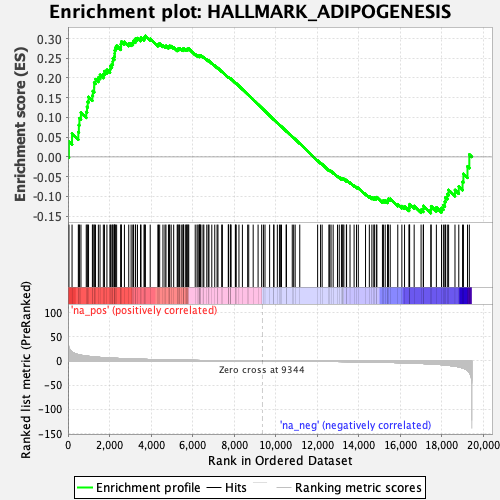 Enrichment plot: HALLMARK_ADIPOGENESIS
Enrichment score (ES)
0.30
0.25
0.20
0.15
0.10
0.05
0.00
-0.05
-0.10
-0.15
'na_pos' (positively correlated)
Ranked list metric (PreRanked)
100
50
0
-50
-100
-150
Zero cross at 9344
'na_neg' (negatively correlated)
0
2,000
4,000
6,000
8,000
10,000
12,000
14,000
16,000
18,000
20,000
Rank in Ordered Dataset
Enrichment profile
Hits
Ranking metric scores